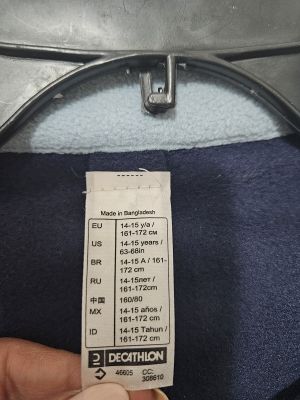 Made in Bangladesh
EU 14-15 y/a /
161-172 см
US 14-15 years /
63-68in
BR 14-15 A / 161-
172 cm
RU 14-15лет /
/161-172cm
中国 160/80
MX 14-15 años /
161-172 cm
ID 14-15 Tahun /
161-172 cm
DECATHLON
46605 CC:
308610